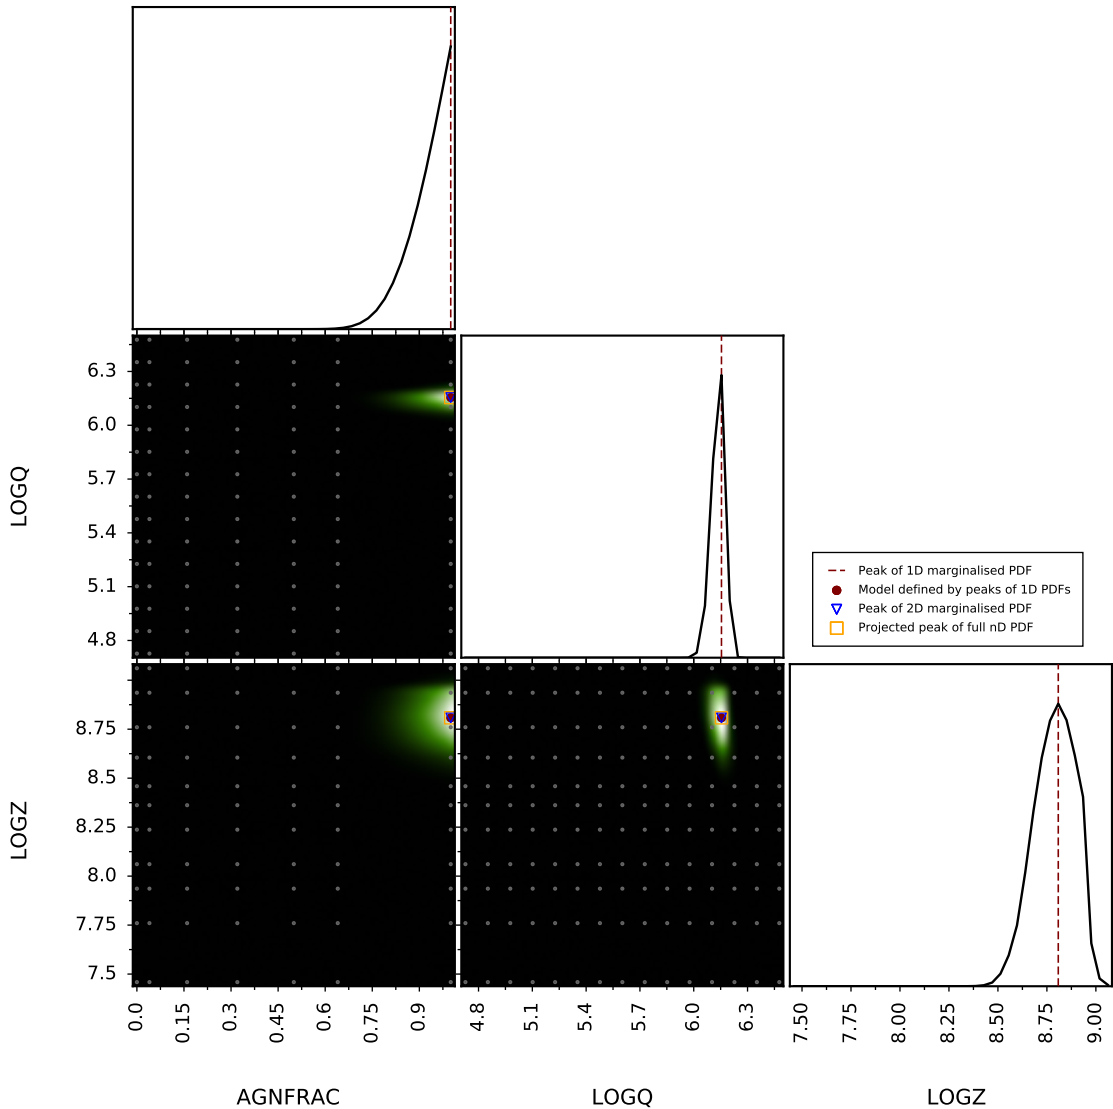 6.3
6.0
5.7
5.4
5.1
4.8
LOGQ
Peak of 1D marginalised PDF
Model defined by peaks of 1D PDFs
Peak of 2D marginalised PDF
Projected peak of full nD PDF
8.75
8.5
8.25
8.0
7.75
7.5
LOGZ
0.0 0.15 0.3 0.45 0.6 0.75 0.9
4.8 5.1 5.4 5.7 6.0 6.3
7.50 7.75 8.00 8.25 8.50 8.75 9.00
AGNFRAC
LOGQ
LOGZ